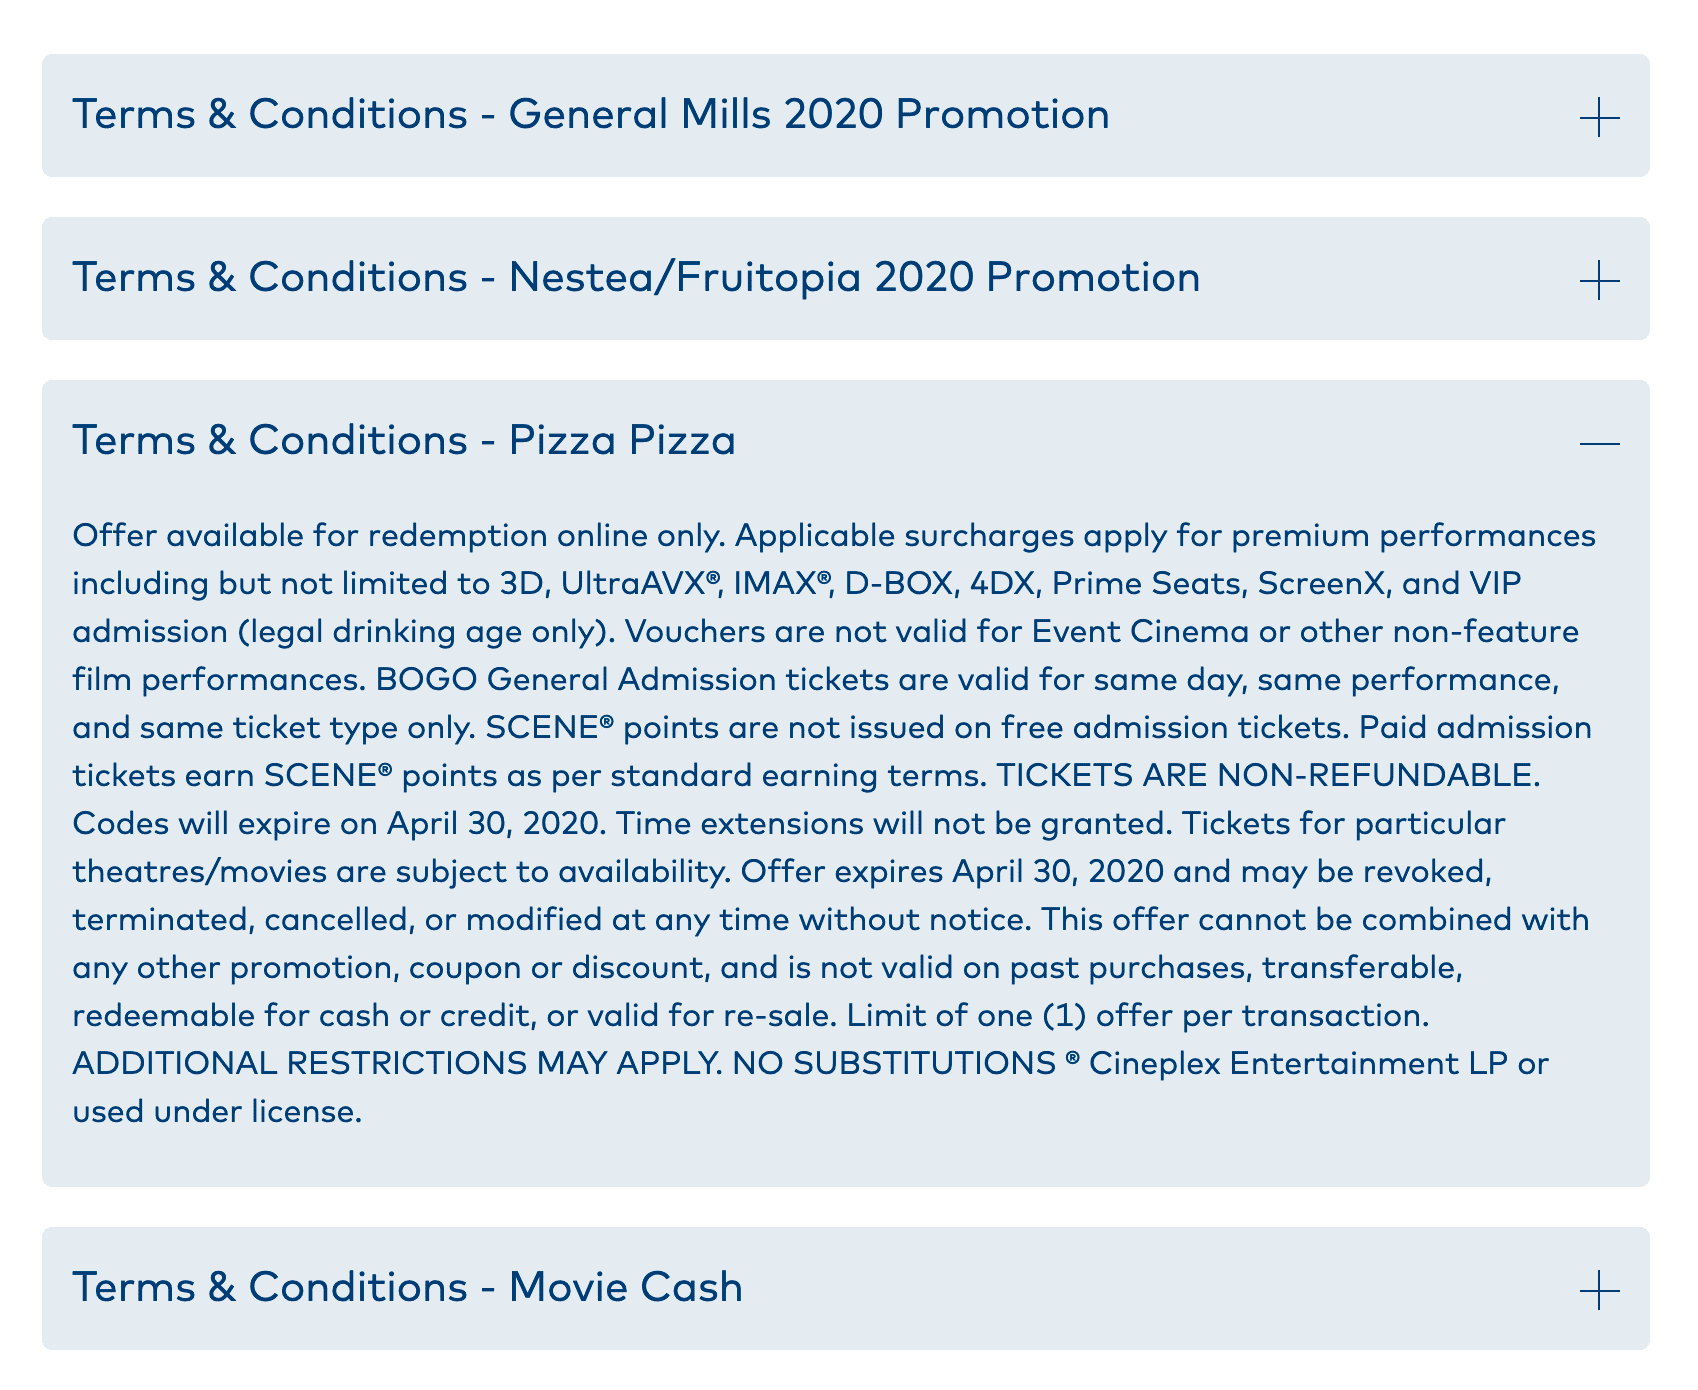 Terms & Conditions - General Mills 2020 Promotion
Terms & Conditions - Nestea/Fruitopia 2020 Promotion
Terms & Conditions - Pizza Pizza
Offer available for redemption online only. Applicable surcharges apply for premium performances
including but not limited to 3D, UltraAVX®, IMAX®, D-BOX, 4DX, Prime Seats, ScreenX, and VIP
admission (legal drinking age only). Vouchers are not valid for Event Cinema or other non-feature
film performances. BOGO General Admission tickets are valid for same day, same performance,
and same ticket type only. SCENE® points are not issued on free admission tickets. Paid admission
tickets earn SCENE® points as per standard earning terms. TICKETS ARE NON-REFUNDABLE.
Codes will expire on April 30, 2020. Time extensions will not be granted. Tickets for particular
theatres/movies are subject to availability. Offer expires April 30, 2020 and may be revoked,
terminated, cancelled, or modified at any time without notice. This offer cannot be combined with
any other promotion, coupon or discount, and is not valid on past purchases, transferable,
redeemable for cash or credit, or valid for re-sale. Limit of one (1) offer per transaction.
ADDITIONAL RESTRICTIONS MAY APPLY. NO SUBSTITUTIONS ® Cineplex Entertainment LP or
used under license.
Terms & Conditions - Movie Cash